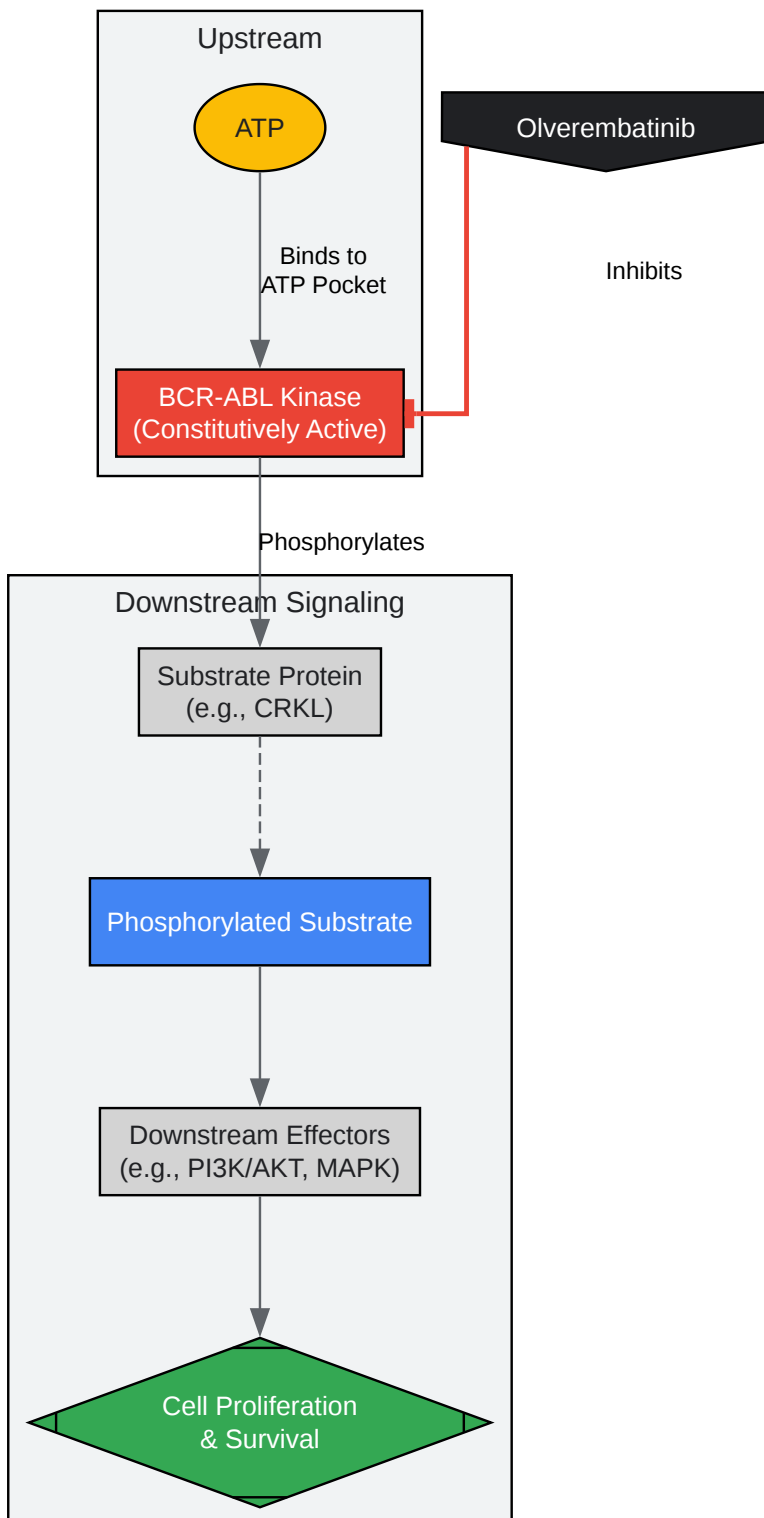 Upstream
ATP
Olverembatinib
Binds to
ATP Pocket
Inhibits
BCR-ABL Kinase
(Constitutively Active)
Phosphorylates
Downstream Signaling
Substrate Protein
(e.g., CRKL)
Phosphorylated Substrate
Downstream Effectors
(e.g., PI3K/AKT, MAPK)
Cell Proliferation
& Survival